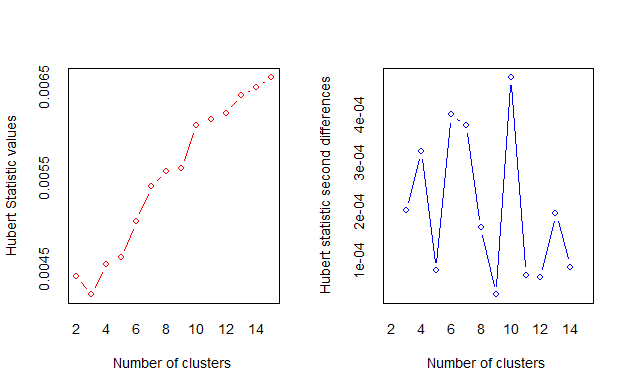 Hubert Statistic values
0.0045 0.0055 0.0065
2 4 6 8 10 12 14
Number of clusters
Hubert statistic second differences
1e-04 2e-04 3e-04 4e-04
2 4 6 8 10 12 14
Number of clusters